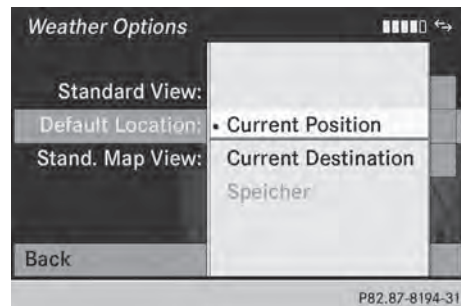 Weather Options
Standard View:
Default Location: • Current Position
Stand. Map View: Current Destination
Speicher
Back
P82.87-8194-31